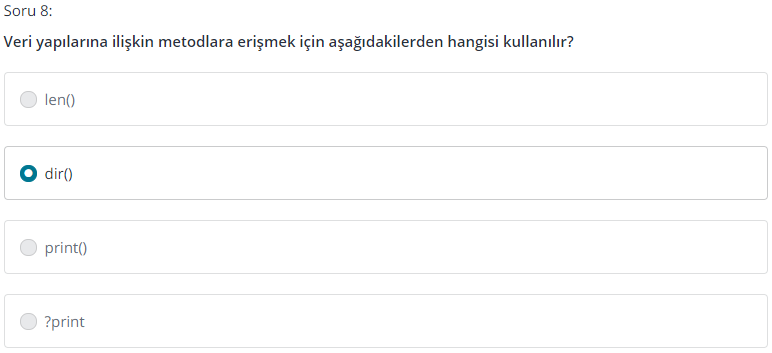 Soru 8:
Veri yapılarına ilişkin metodlara erişmek için aşağıdakilerden hangisi kullanılır?
len()
dir()
print()
?print